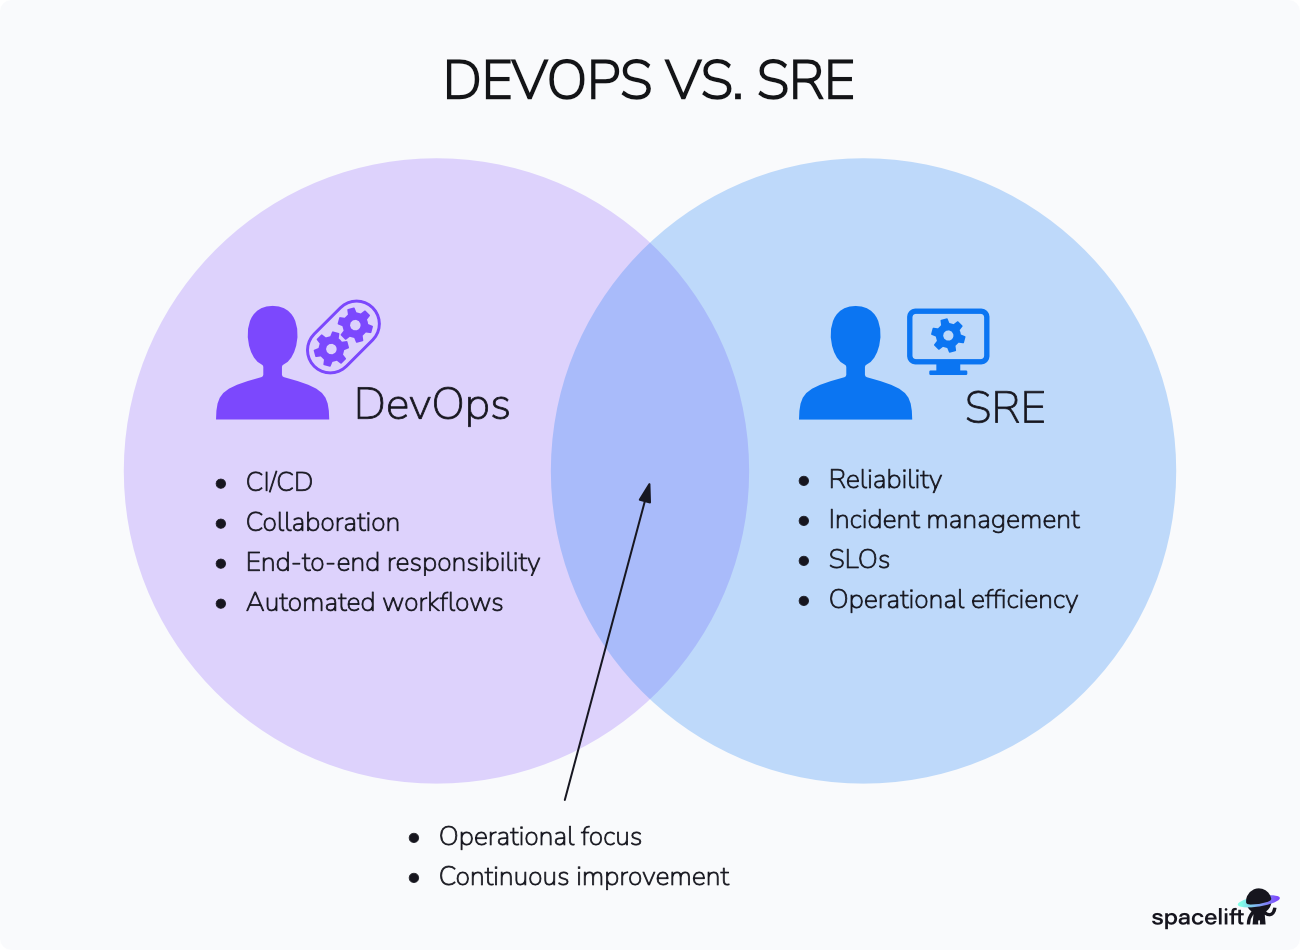 DEVOPS VS. SRE
DevOps
• CI/CD
• Collaboration
• End-to-end responsibility
• Automated workflows
SRE
• Reliability
• Incident management
• SLOs
• Operational efficiency
• Operational focus
• Continuous improvement
spacelift